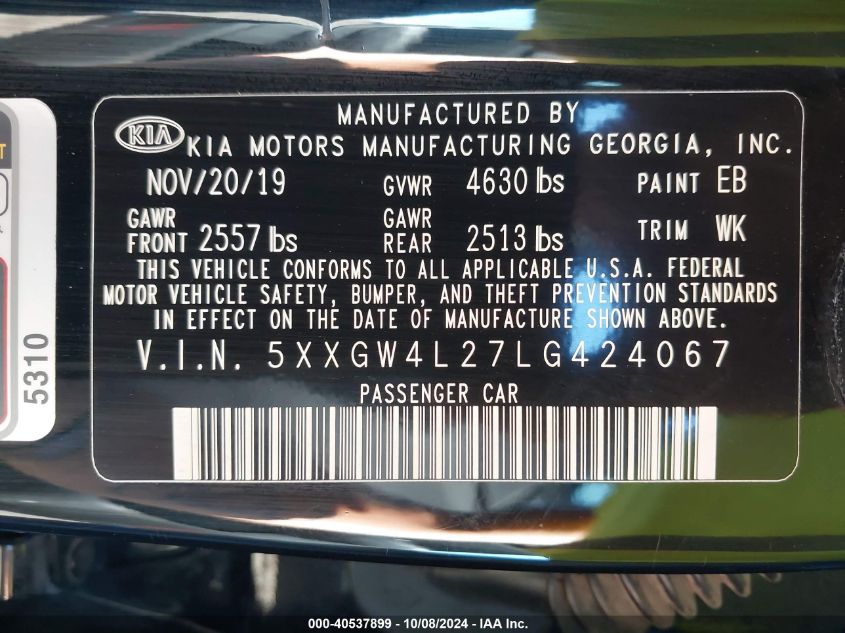 MANUFACTURED BY
KIA KIA MOTORS MANUFACTURING GEORGIA, INC.
NOV/20/19 GVWR 4630 lbs PAINT EB
GAWR FRONT 2557 lbs GAWR REAR 2513 lbs TRIM WK
THIS VEHICLE CONFORMS TO ALL APPLICABLE U.S.A. FEDERAL
MOTOR VEHICLE SAFETY, BUMPER, AND THEFT PREVENTION STANDARDS
IN EFFECT ON THE DATE OF MANUFACTURE SHOWN ABOVE.
V.I.N. 5XXGW4L27LG424067
PASSENGER CAR
5310
000-40537899 - 10/08/2024 - IAA Inc.